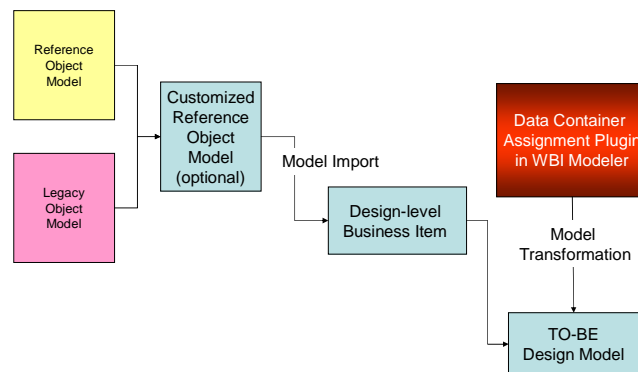 Reference
Object
Model
Legacy
Object
Model
Customized
Reference
Object
Model
(optional)
Model Import
Design-level
Business Item
Data Container
Assignment Plugin
in WBI Modeler
Model
Transformation
TO-BE
Design Model